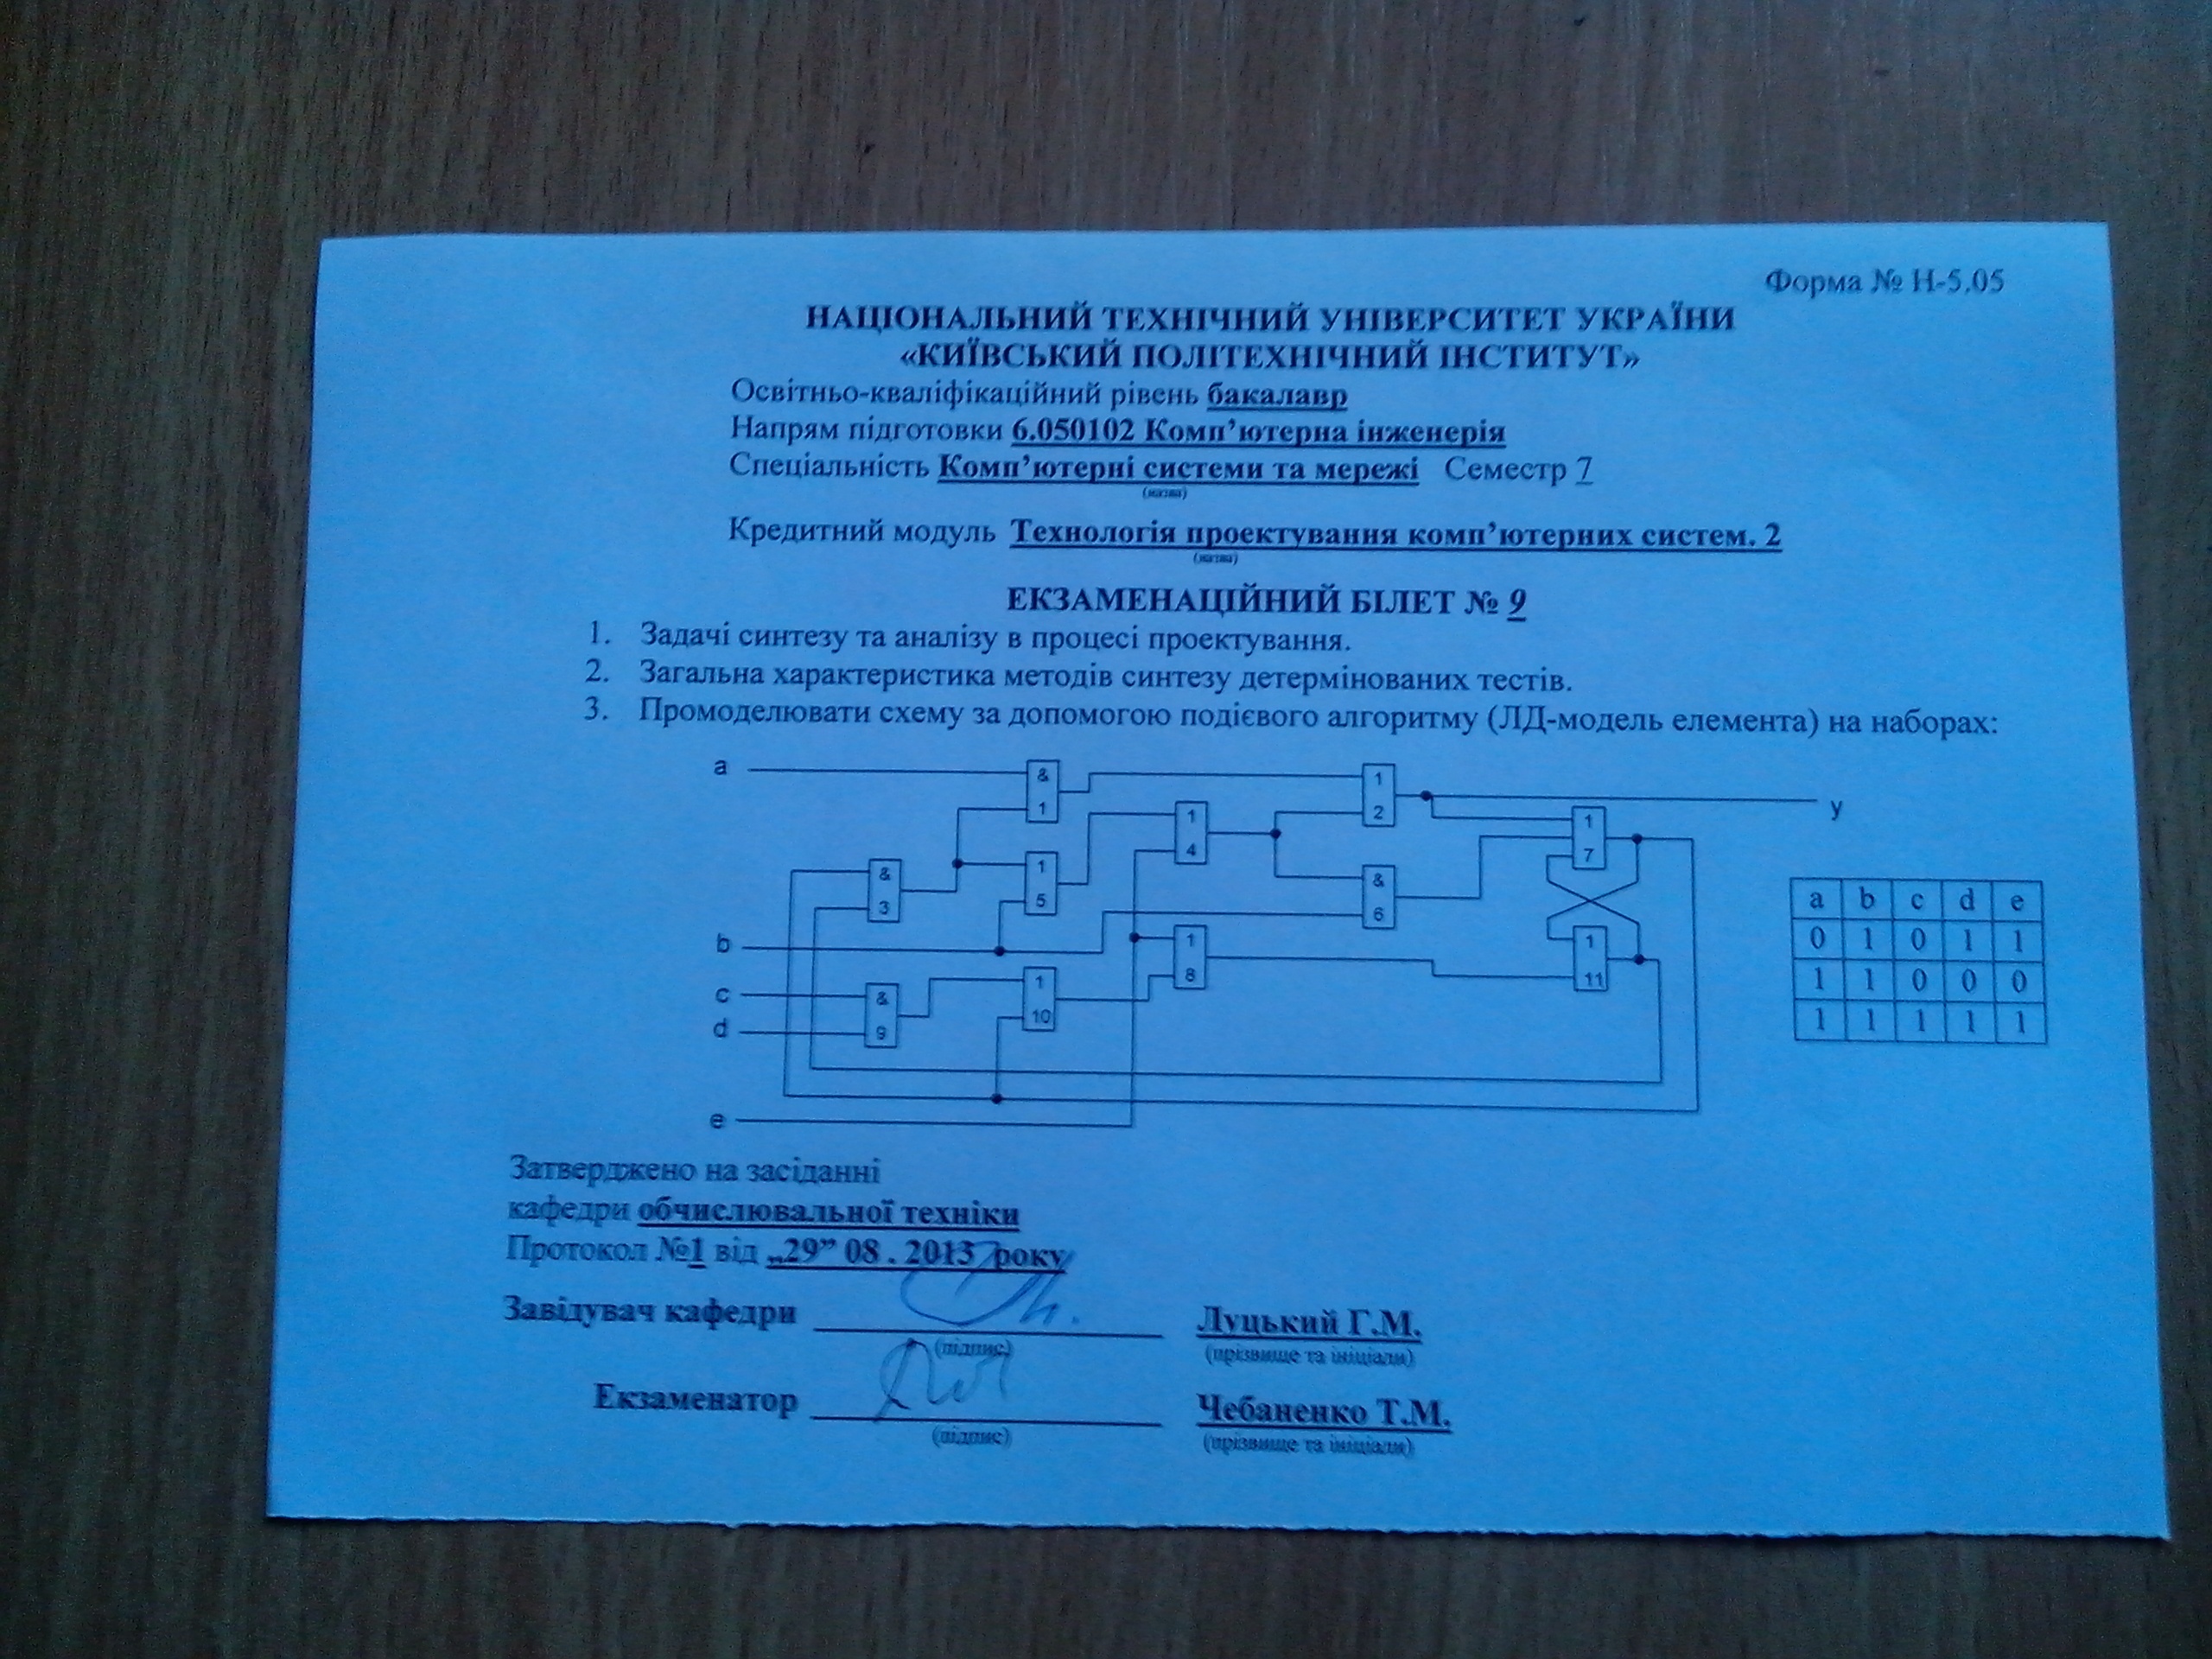 Форма № Н-5.05
НАЦІОНАЛЬНИЙ ТЕХНІЧНИЙ УНІВЕРСИТЕТ УКРАЇНИ
«КИЇВСЬКИЙ ПОЛІТЕХНІЧНИЙ ІНСТИТУТ»
Освітньо-кваліфікаційний рівень бакалавр
Напрям підготовки 6.050102 Комп’ютерна інженерія
Спеціальність Комп’ютерні системи та мережі Семестр 7
(назва)
Кредитний модуль Технологія проектування комп’ютерних систем. 2
(назва)
ЕКЗАМЕНАЦІЙНИЙ БІЛЕТ № 9
1. Задачі синтезу та аналізу в процесі проектування.
2. Загальна характеристика методів синтезу детермінованих тестів.
3. Промоделювати схему за допомогою подієвого алгоритму (ЛД-модель елемента) на наборах:
a
& 1
1 2
y
1 4
1 7
& 3
1 5
& 6
b
1 8
1 11
c
d
& 9
1 10
e
a b c d e
0 1 0 1 1
1 1 0 0 0
1 1 1 1 1
Затверджено на засіданні
кафедри обчислювальної техніки
Протокол №1 від „29” 08 . 2013 року
Завідувач кафедри Луцький Г.М.
(підпис) (прізвище та ініціали)
Екзаменатор Чебаненко Т.М.
(підпис) (прізвище та ініціали)